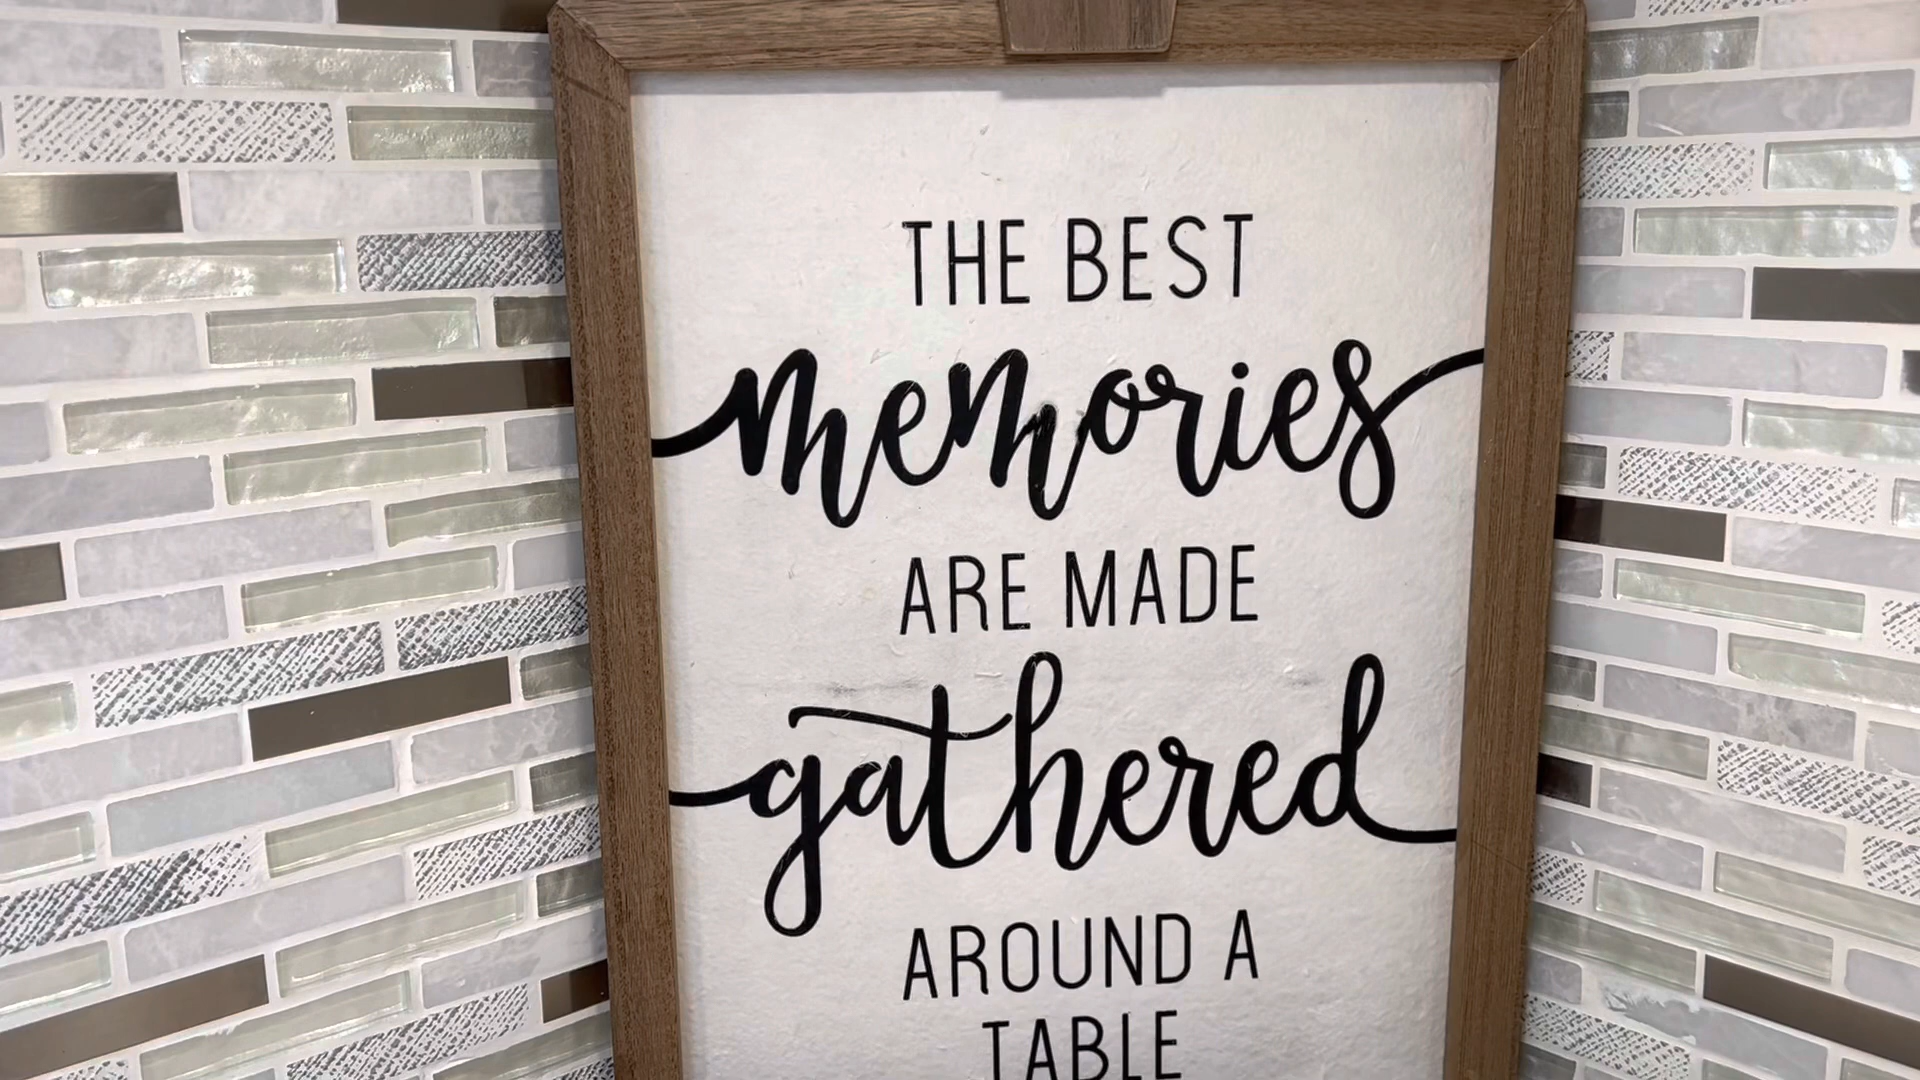 THE BEST
memories
ARE MADE
gathered
AROUND A
TABLE